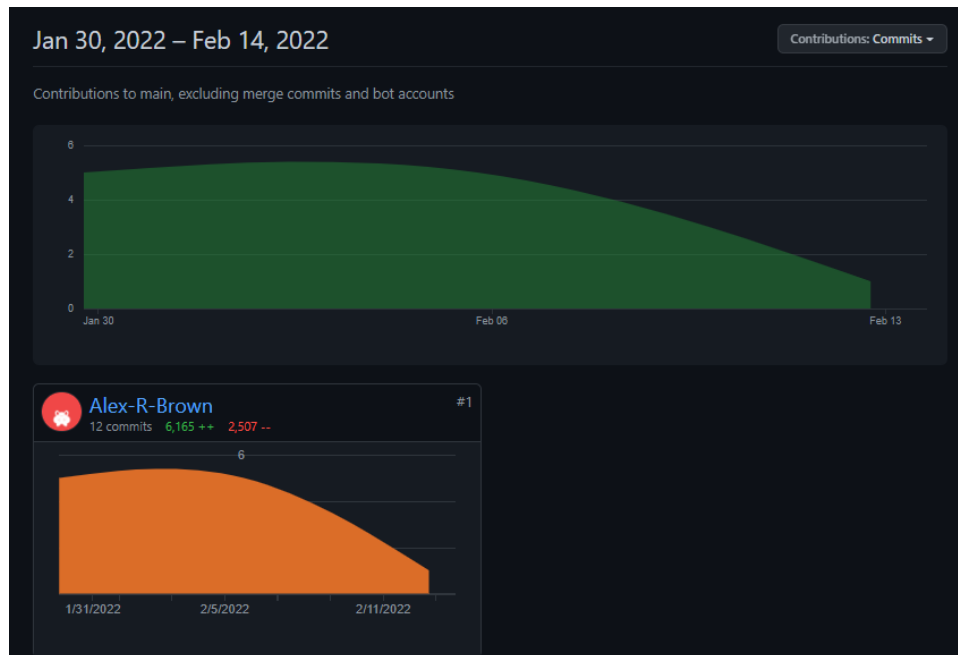 Jan 30, 2022 – Feb 14, 2022
Contributions: Commits
Contributions to main, excluding merge commits and bot accounts
6
4
2
0
Jan 30 Feb 06 Feb 13
Alex-R-Brown #1
12 commits 6,165 ++ 2,507 --
6
1/31/2022 2/5/2022 2/11/2022